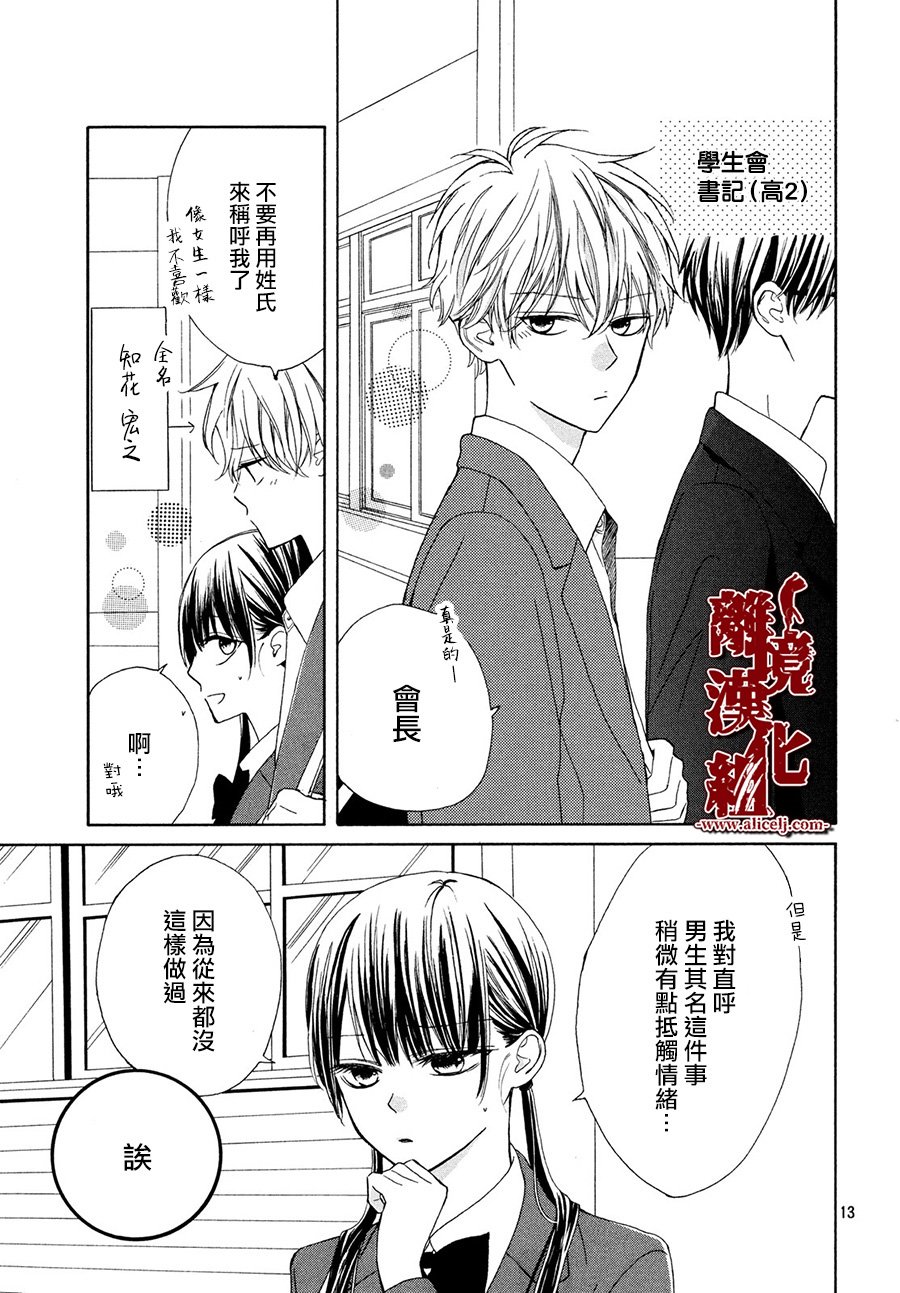 學生會
書記(高2)
真是的—
會長
不要再用姓氏
來稱呼我了
像女生一樣
我不喜歡
全名
知花 宏之
啊…
對哦
離境
漢化
組
-www.alicelj.com-
但是
我對直呼
男生其名這件事
稍微有點抵觸情緒…
因為從來都沒
這樣做過
誒
13